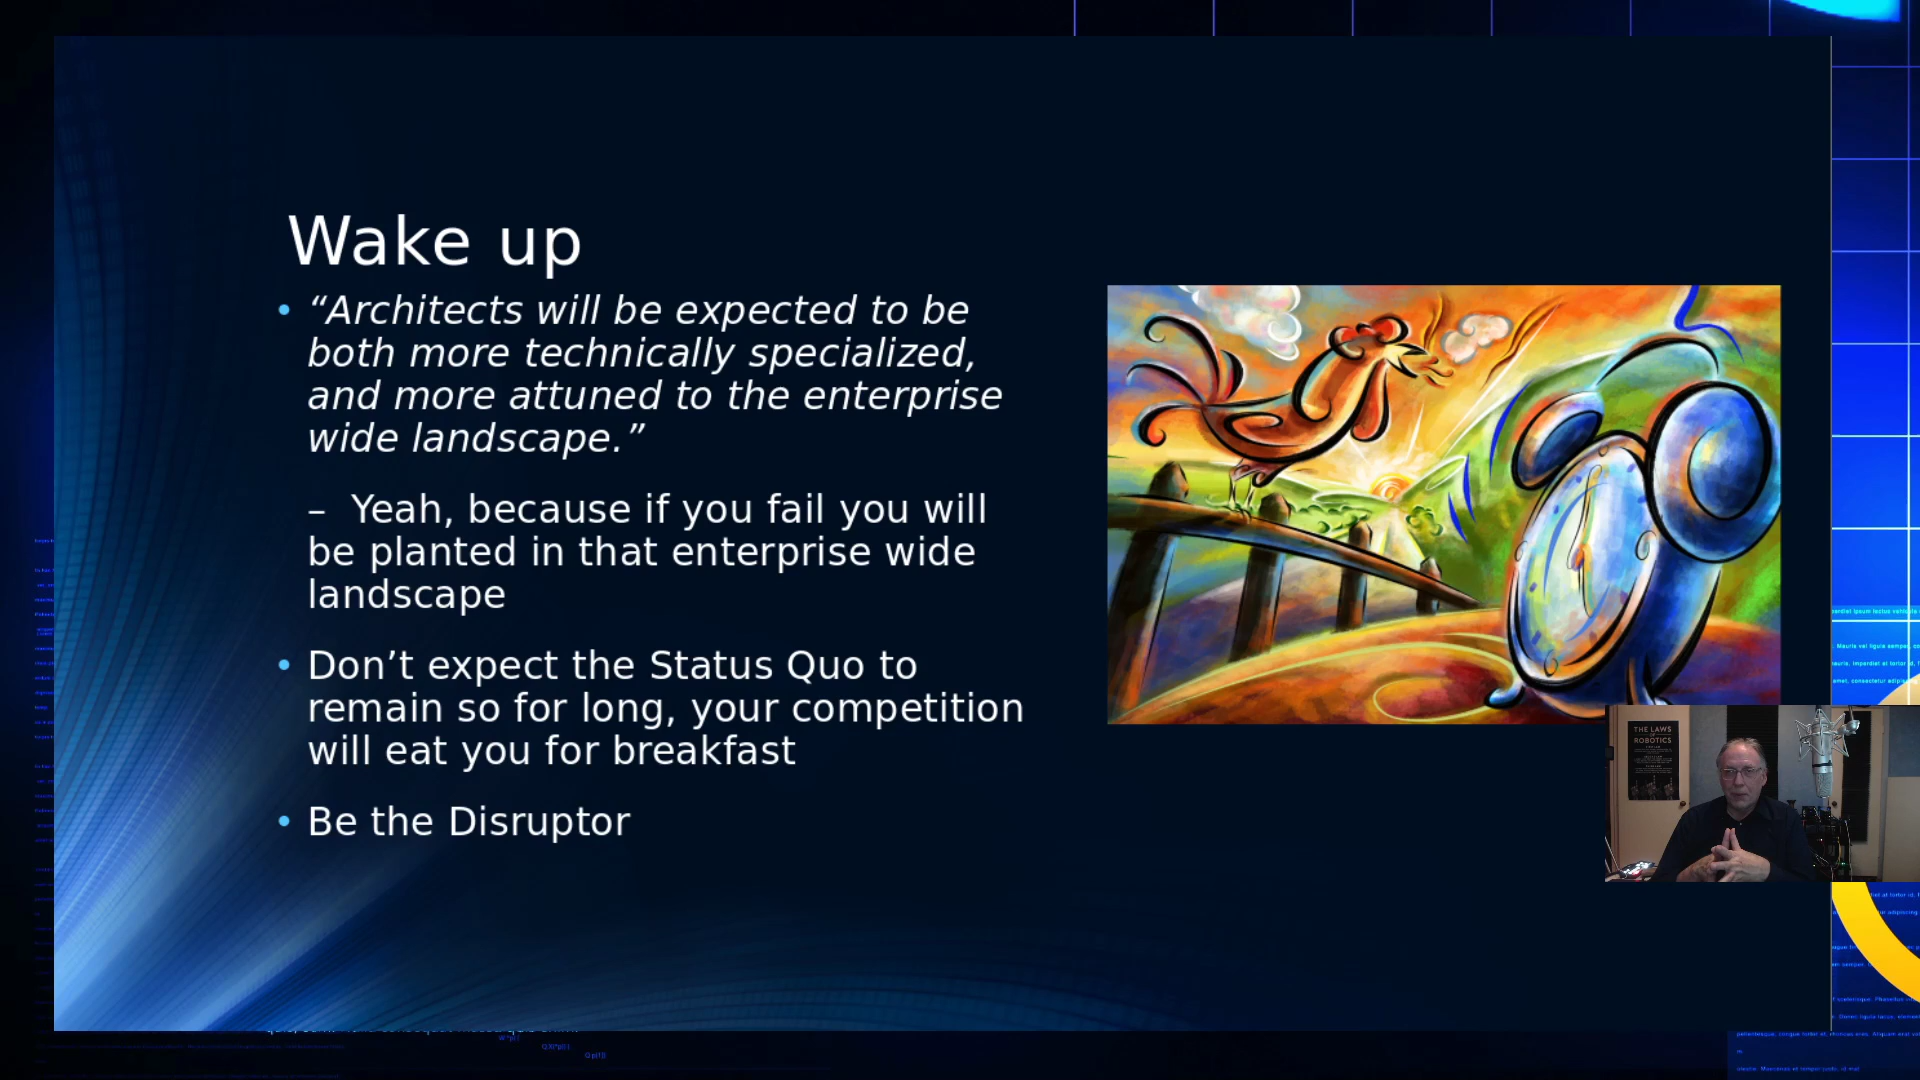 Wake up
• “Architects will be expected to be
both more technically specialized,
and more attuned to the enterprise
wide landscape.”
– Yeah, because if you fail you will
be planted in that enterprise wide
landscape
• Don’t expect the Status Quo to
remain so for long, your competition
will eat you for breakfast
• Be the Disruptor
THE LAWS
OF
ROBOTICS